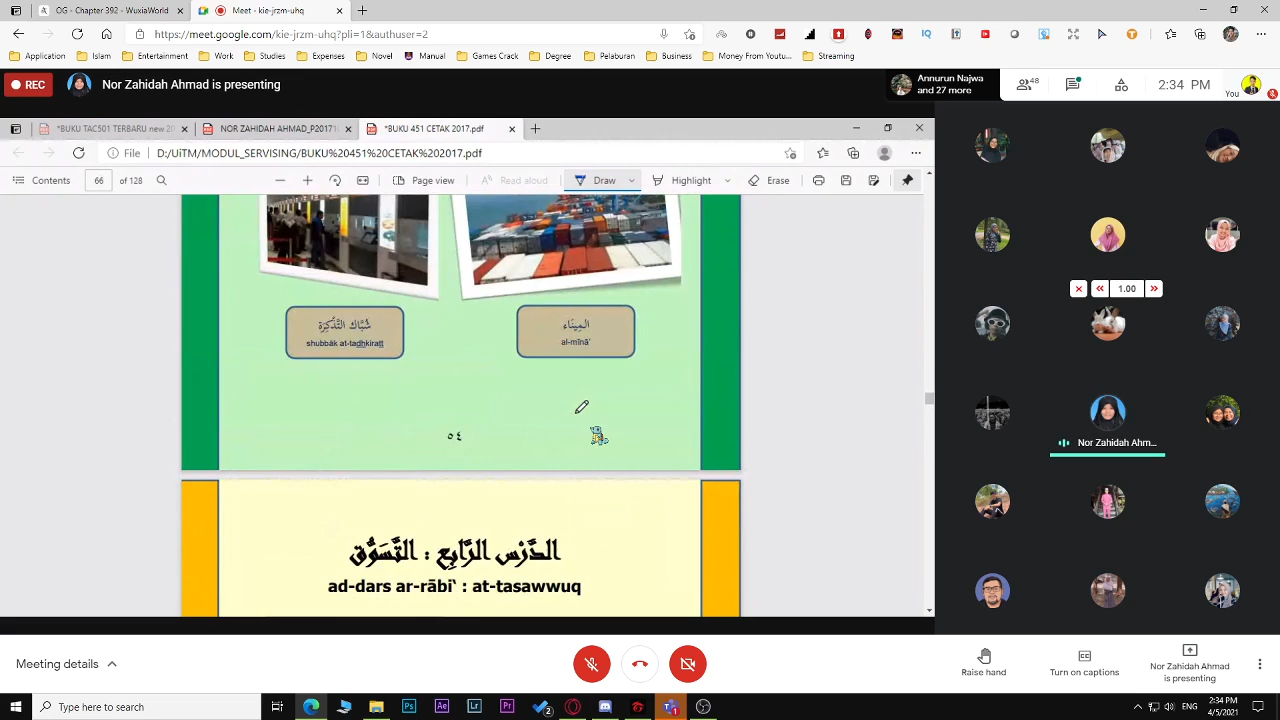 OG - Chapter 392 - WuxiaWorld
Meet - kie-jrzm-uhq
https://meet.google.com/kie-jrzm-uhq?pli=1&authuser=2
Application
Islam
Entertainment
Work
Studies
Expenses
Novel
Manual
Games Crack
Degree
Pelaburan
Business
Money From Youtu...
Streaming
REC
Nor Zahidah Ahmad is presenting
Annurun Najwa
and 27 more
48
2:34 PM
You
*BUKU TAC501 TERBARU new 20
NOR ZAHIDAH AHMAD_P20171
*BUKU 451 CETAK 2017.pdf
File
D:/UiTM/MODUL_SERVISING/BUKU%20451%20CETAK%202017.pdf
Contents
66
of 128
Page view
Read aloud
Draw
Highlight
Erase
شُبَّاك التَّذْكِرَة
shubbāk at-tadhkiratt
المِينَاء
al-mīnā'
٥٤
الدَّرْس الرَّابِع : التَّسَوُّق
ad-dars ar-rābi‘ : at-tasawwuq
1.00
Nor Zahidah Ahm...
Meeting details
Raise hand
Turn on captions
Nor Zahidah Ahmad
is presenting
Type here to search
ENG
2:34 PM
4/5/2021